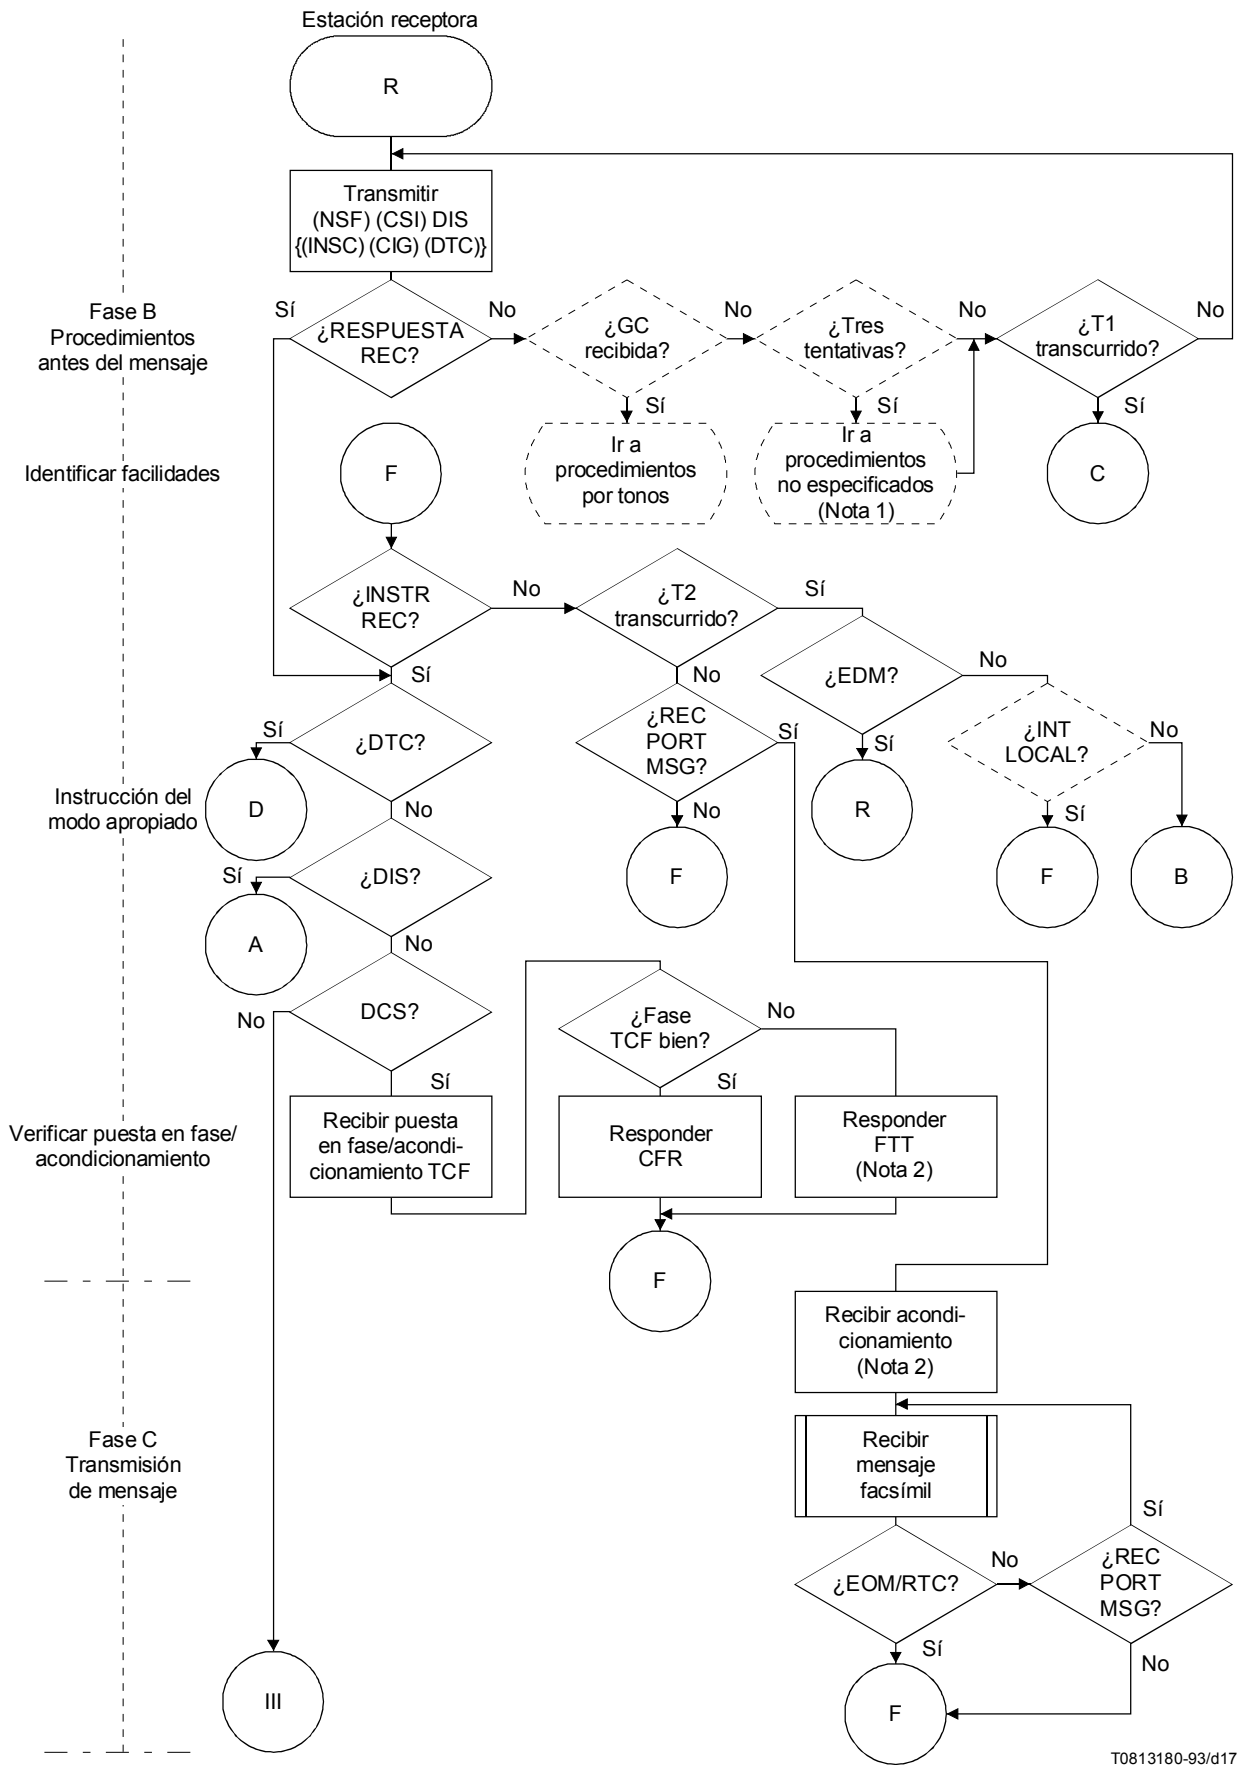 Estación receptora
R
Transmitir
(NSF) (CSI) DIS
{(INSC) (CIG) (DTC)}
Fase B
Procedimientos
antes del mensaje
Sí
¿RESPUESTA
REC?
No
¿GC
recibida?
No
¿Tres
tentativas?
No
¿T1
transcurrido?
No
Sí
Sí
Sí
Identificar facilidades
F
Ir a
procedimientos
por tonos
Ir a
procedimientos
no especificados
(Nota 1)
C
¿INSTR
REC?
No
¿T2
transcurrido?
Sí
Sí
No
¿EDM?
No
Sí
¿DTC?
¿REC
PORT
MSG?
Sí
Sí
¿INT
LOCAL?
No
Instrucción del
modo apropiado
D
No
No
R
Sí
Sí
¿DIS?
F
F
B
A
No
No
DCS?
¿Fase
TCF bien?
No
Sí
Sí
Verificar puesta en fase/
acondicionamiento
Recibir puesta
en fase/acondi-
cionamiento TCF
Responder
CFR
Responder
FTT
(Nota 2)
F
Recibir acondi-
cionamiento
(Nota 2)
Fase C
Transmisión
de mensaje
Recibir
mensaje
facsímil
Sí
¿EOM/RTC?
No
¿REC
PORT
MSG?
Sí
No
III
F
T0813180-93/d17